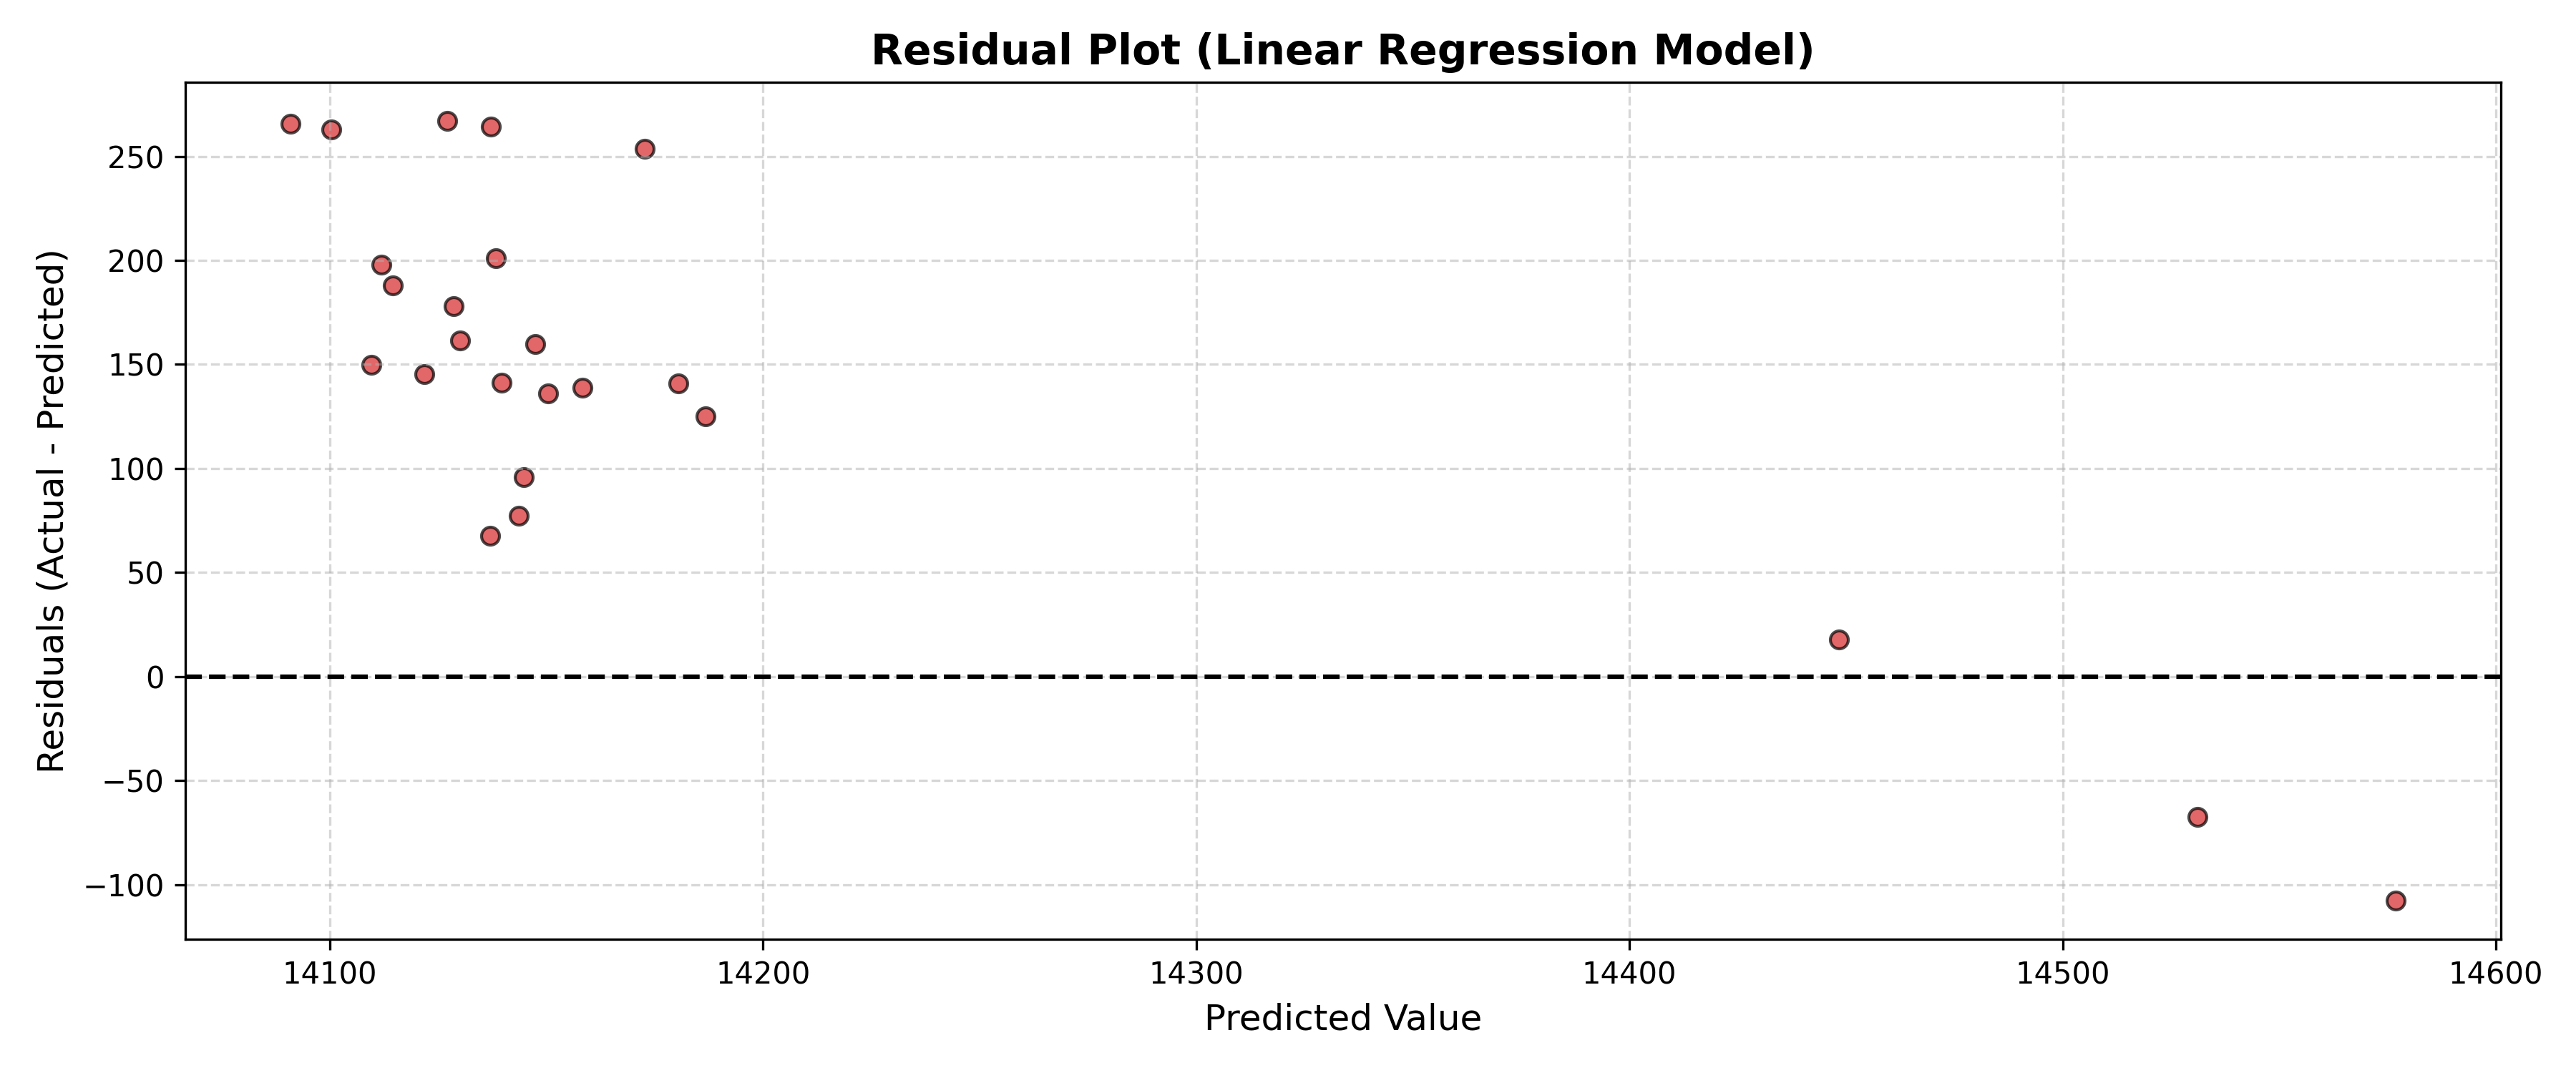 Residual Plot (Linear Regression Model)
Residuals (Actual - Predicted)
250
200
150
100
50
0
−50
−100
14100 14200 14300 14400 14500 14600
Predicted Value